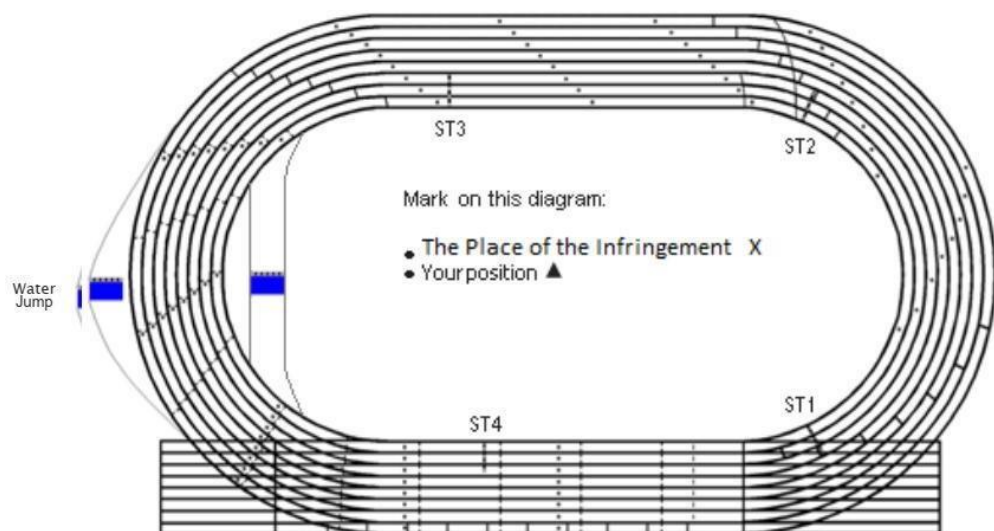 ST3
ST2
Mark on this diagram:
• The Place of the Infringement X
• Your position ▲
Water
Jump
ST1
ST4